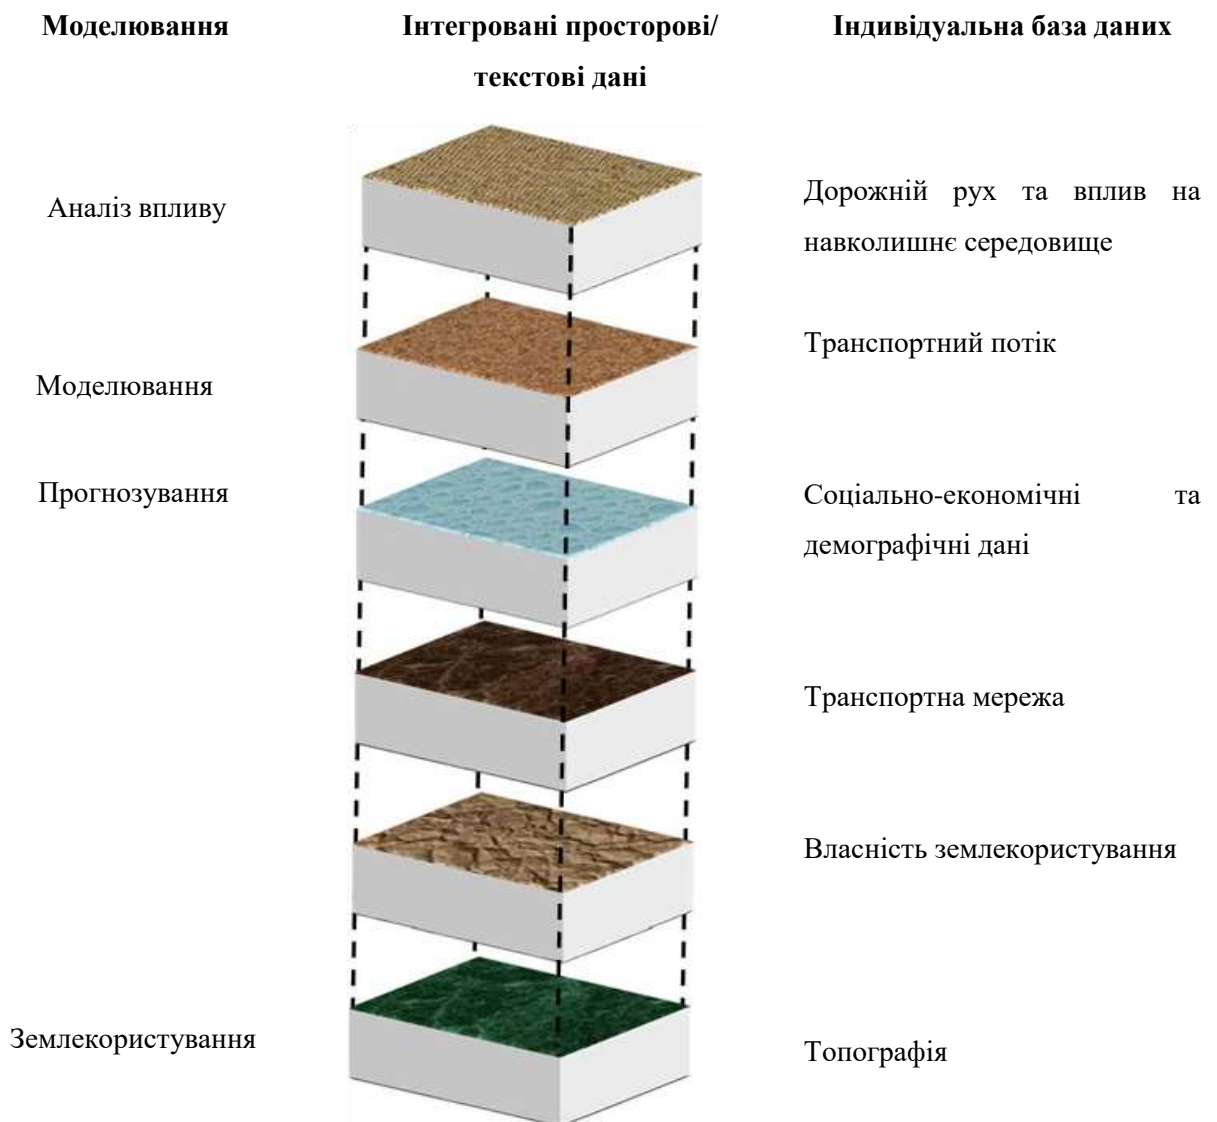 Моделювання
Інтегровані просторові/
текстові дані
Індивідуальна база даних
Аналіз впливу
Дорожній рух та вплив на
навколишнє середовище
Транспортний потік
Моделювання
Прогнозування
Соціально-економічні та
демографічні дані
Транспортна мережа
Власність землекористування
Землекористування
Топографія